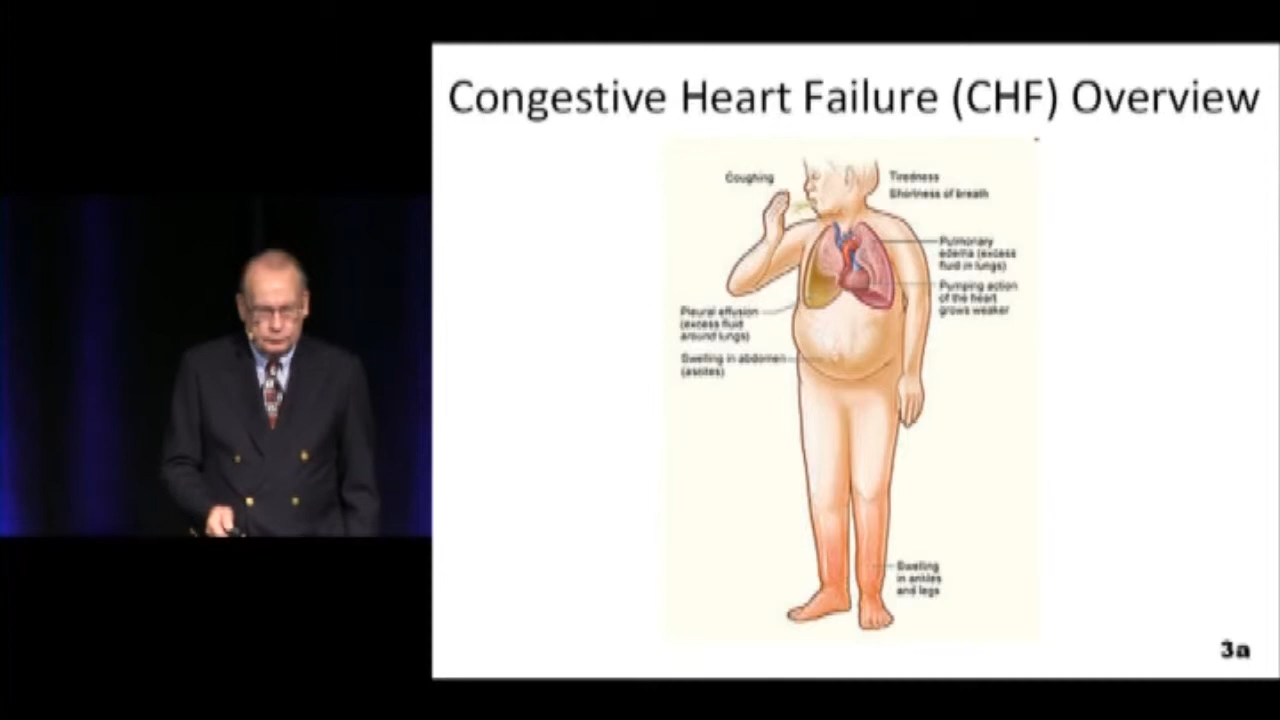 Congestive Heart Failure (CHF) Overview
Coughing
Tiredness
Shortness of breath
Pulmonary
edema (excess
fluid in lungs)
Pumping action
of the heart
grows weaker
Pleural effusion
(excess fluid
around lungs)
Swelling in abdomen
(ascites)
Swelling
in ankles
and legs
3a